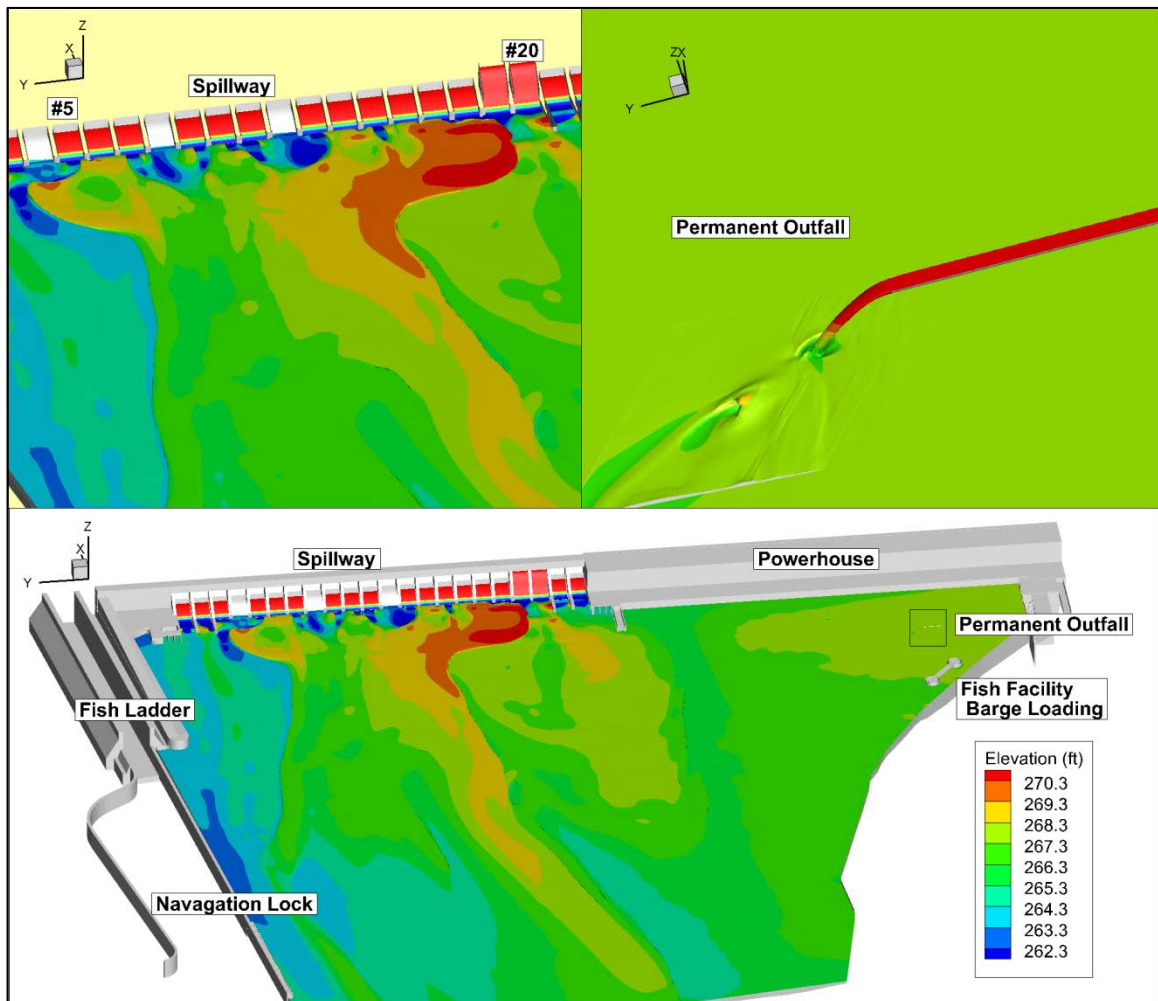 Z
X
Y
#20
Spillway
#5
ZX
Y
Permanent Outfall
Z
X
Y
Spillway
Powerhouse
Permanent Outfall
Fish Ladder
Fish Facility
Barge Loading
Navagation Lock
Elevation (ft)
270.3
269.3
268.3
267.3
266.3
265.3
264.3
263.3
262.3